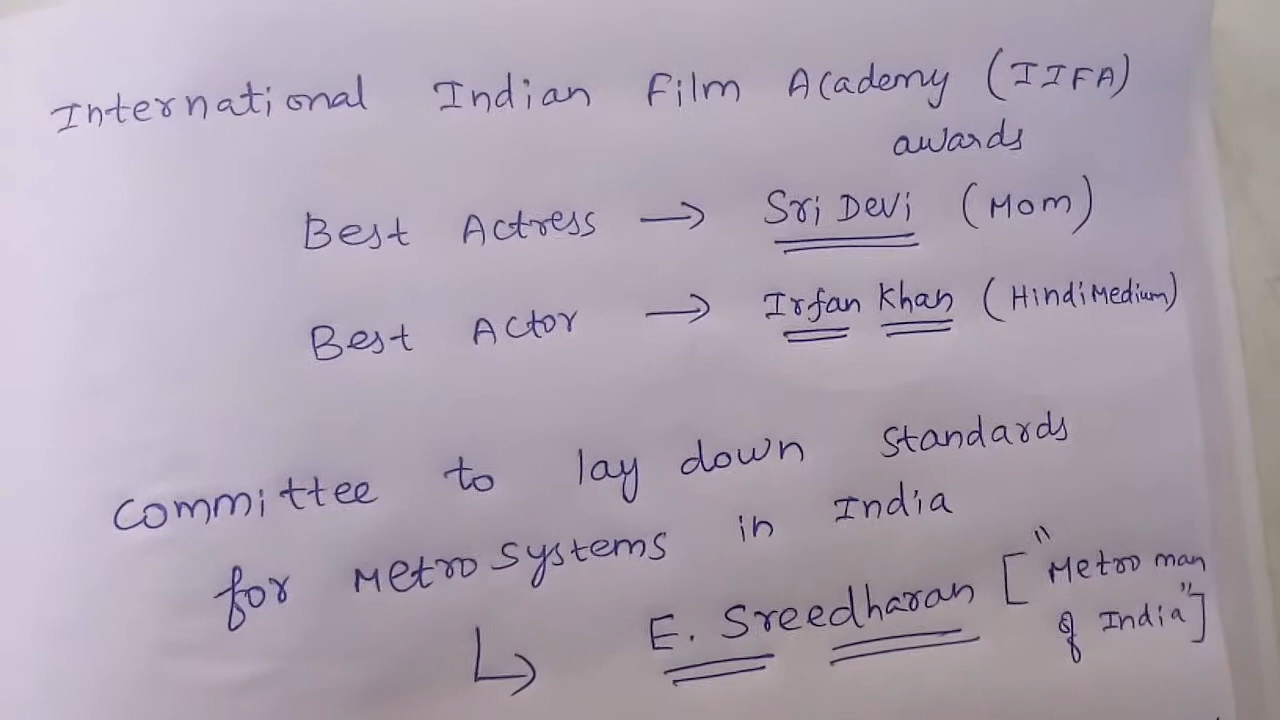 International Indian Film Academy (IIFA)
awards
Best Actress → Sri Devi (Mom)
Best Actor → Irfan Khan (Hindi Medium)
Committee to lay down standards
for Metro Systems in India
↳ E. Sreedharan ["Metro man
of India"]